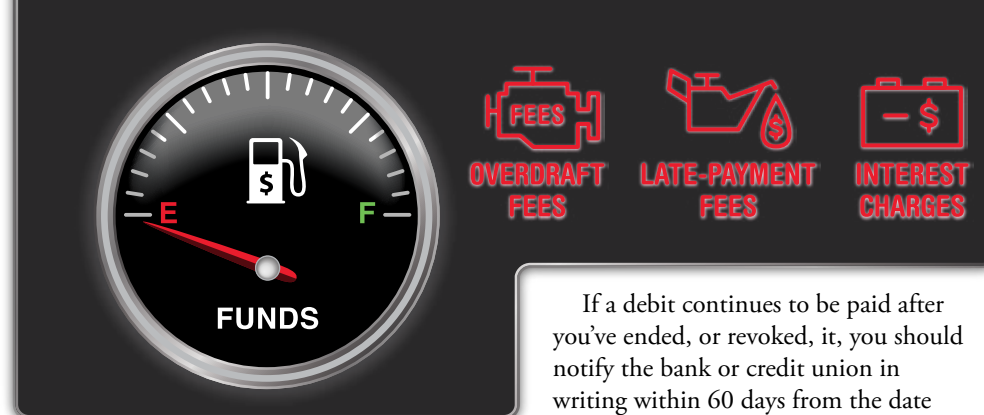 E
F
$
FUNDS
FEES
OVERDRAFT
FEES
$
LATE-PAYMENT
FEES
– $
INTEREST
CHARGES
If a debit continues to be paid after
you've ended, or revoked, it, you should
notify the bank or credit union in
writing within 60 days from the date